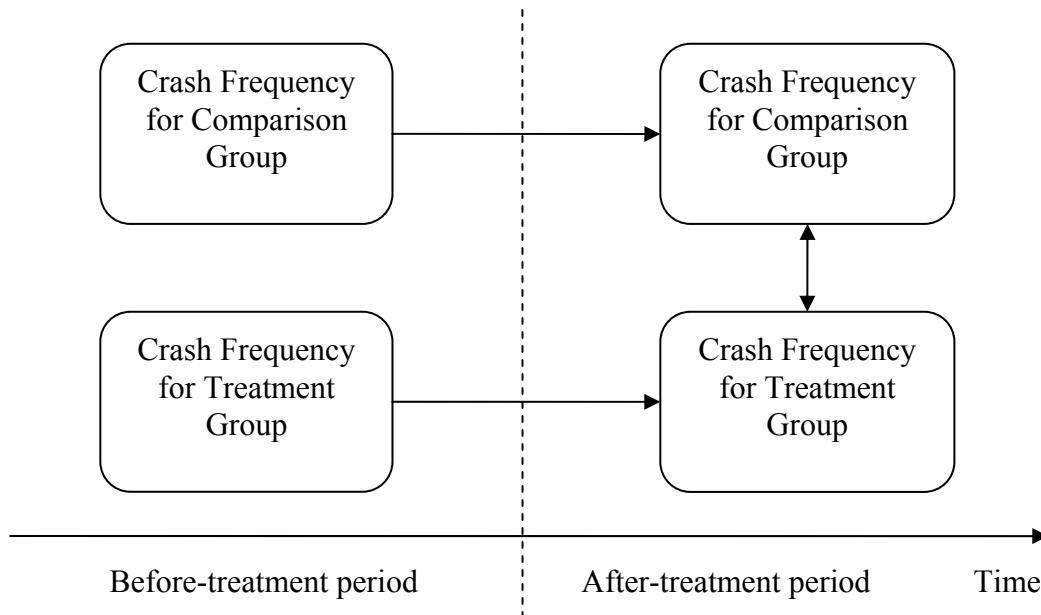 Crash Frequency
for Comparison
Group
Crash Frequency
for Comparison
Group
Crash Frequency
for Treatment
Group
Crash Frequency
for Treatment
Group
Before-treatment period
After-treatment period
Time